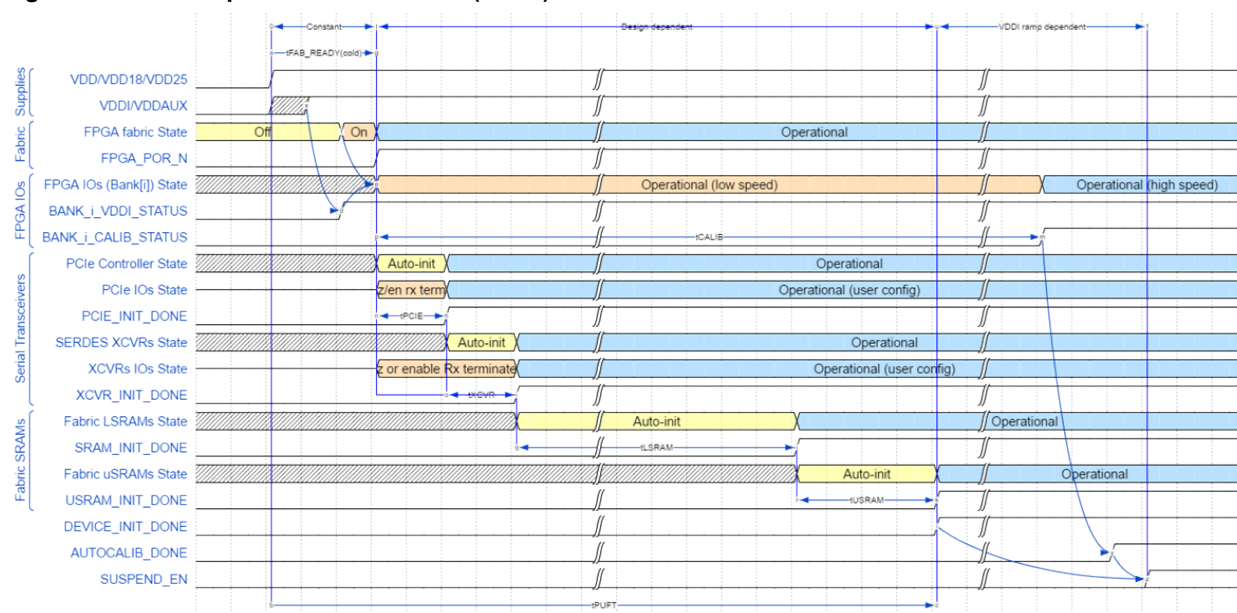 Constant
Design dependent
VDDI ramp dependent
tFAB_READY(cold)
Supplies
VDD/VDD18/VDD25
VDDI/VDDAUX
Fabric
FPGA fabric State
Off
On
Operational
FPGA_POR_N
FPGA IOs
FPGA IOs (Bank[i]) State
Operational (low speed)
Operational (high speed)
BANK_i_VDDI_STATUS
BANK_i_CALIB_STATUS
tCALIB
Serial Transceivers
PCIe Controller State
Auto-init
Operational
PCIe IOs State
z/en rx term
Operational (user config)
PCIE_INIT_DONE
tPCIE
SERDES XCVRs State
Auto-init
Operational
XCVRs IOs State
z or enable Rx terminate
Operational (user config)
XCVR_INIT_DONE
tXCVR
Fabric SRAMs
Fabric LSRAMs State
Auto-init
Operational
SRAM_INIT_DONE
tLSRAM
Fabric uSRAMs State
Auto-init
Operational
USRAM_INIT_DONE
tUSRAM
DEVICE_INIT_DONE
AUTOCALIB_DONE
SUSPEND_EN
tPUFT